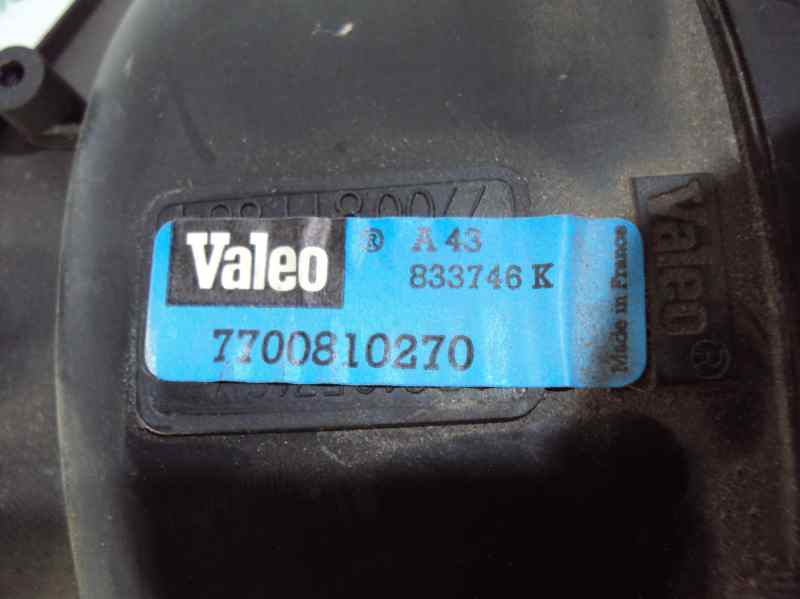 Valeo ® A 43
833746 K
7700810270
Made in France
Valeo ®